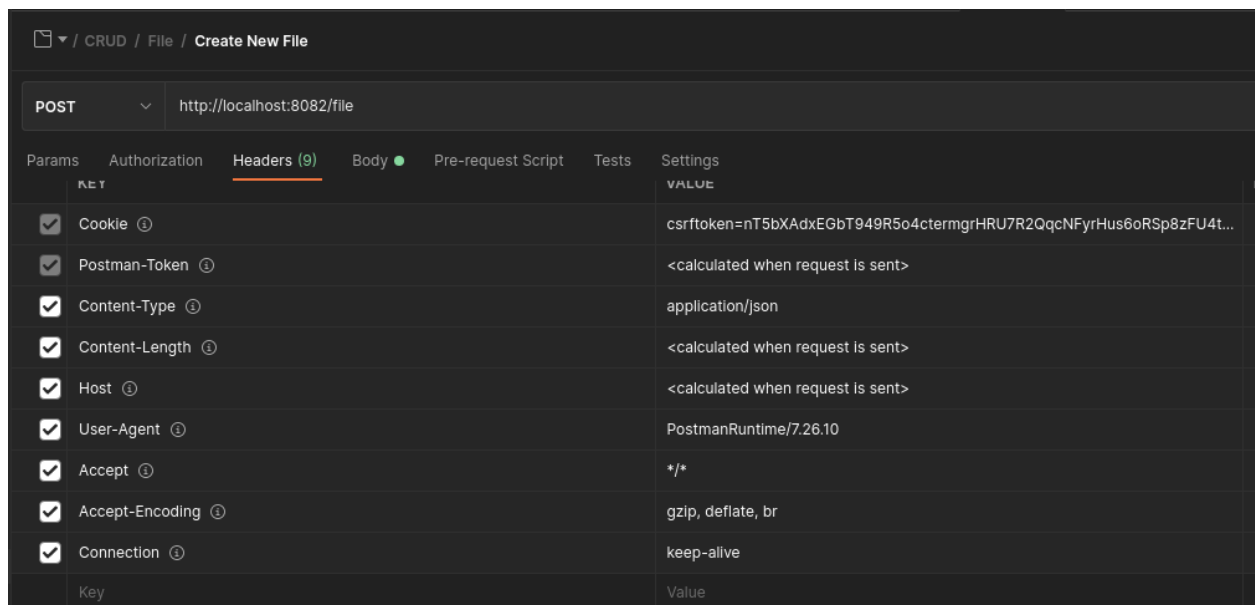 / CRUD / File / Create New File
POST http://localhost:8082/file
Params Authorization Headers (9) Body Pre-request Script Tests Settings
KEY VALUE
Cookie csrftoken=nT5bXAdxEGbT949R5o4ctermgrHRU7R2QqcNFyrHus6oRSp8zFU4t...
Postman-Token <calculated when request is sent>
Content-Type application/json
Content-Length <calculated when request is sent>
Host <calculated when request is sent>
User-Agent PostmanRuntime/7.26.10
Accept */*
Accept-Encoding gzip, deflate, br
Connection keep-alive
Key Value